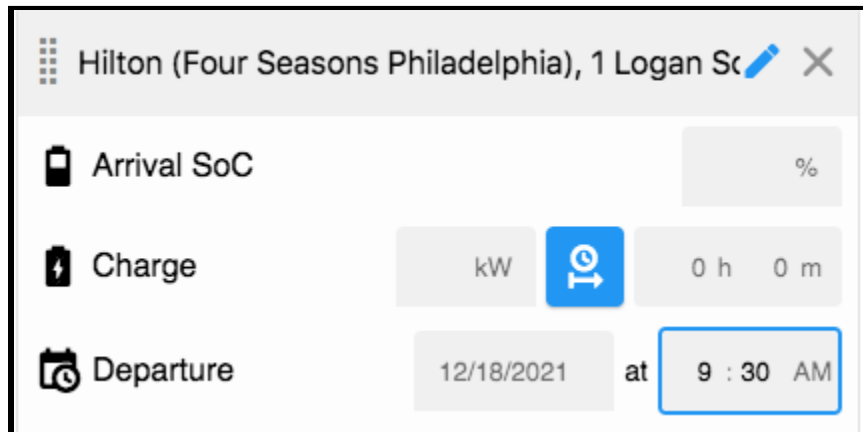 Hilton (Four Seasons Philadelphia), 1 Logan
Arrival SoC %
Charge kW 0 h 0 m
Departure 12/18/2021 at 9 : 30 AM